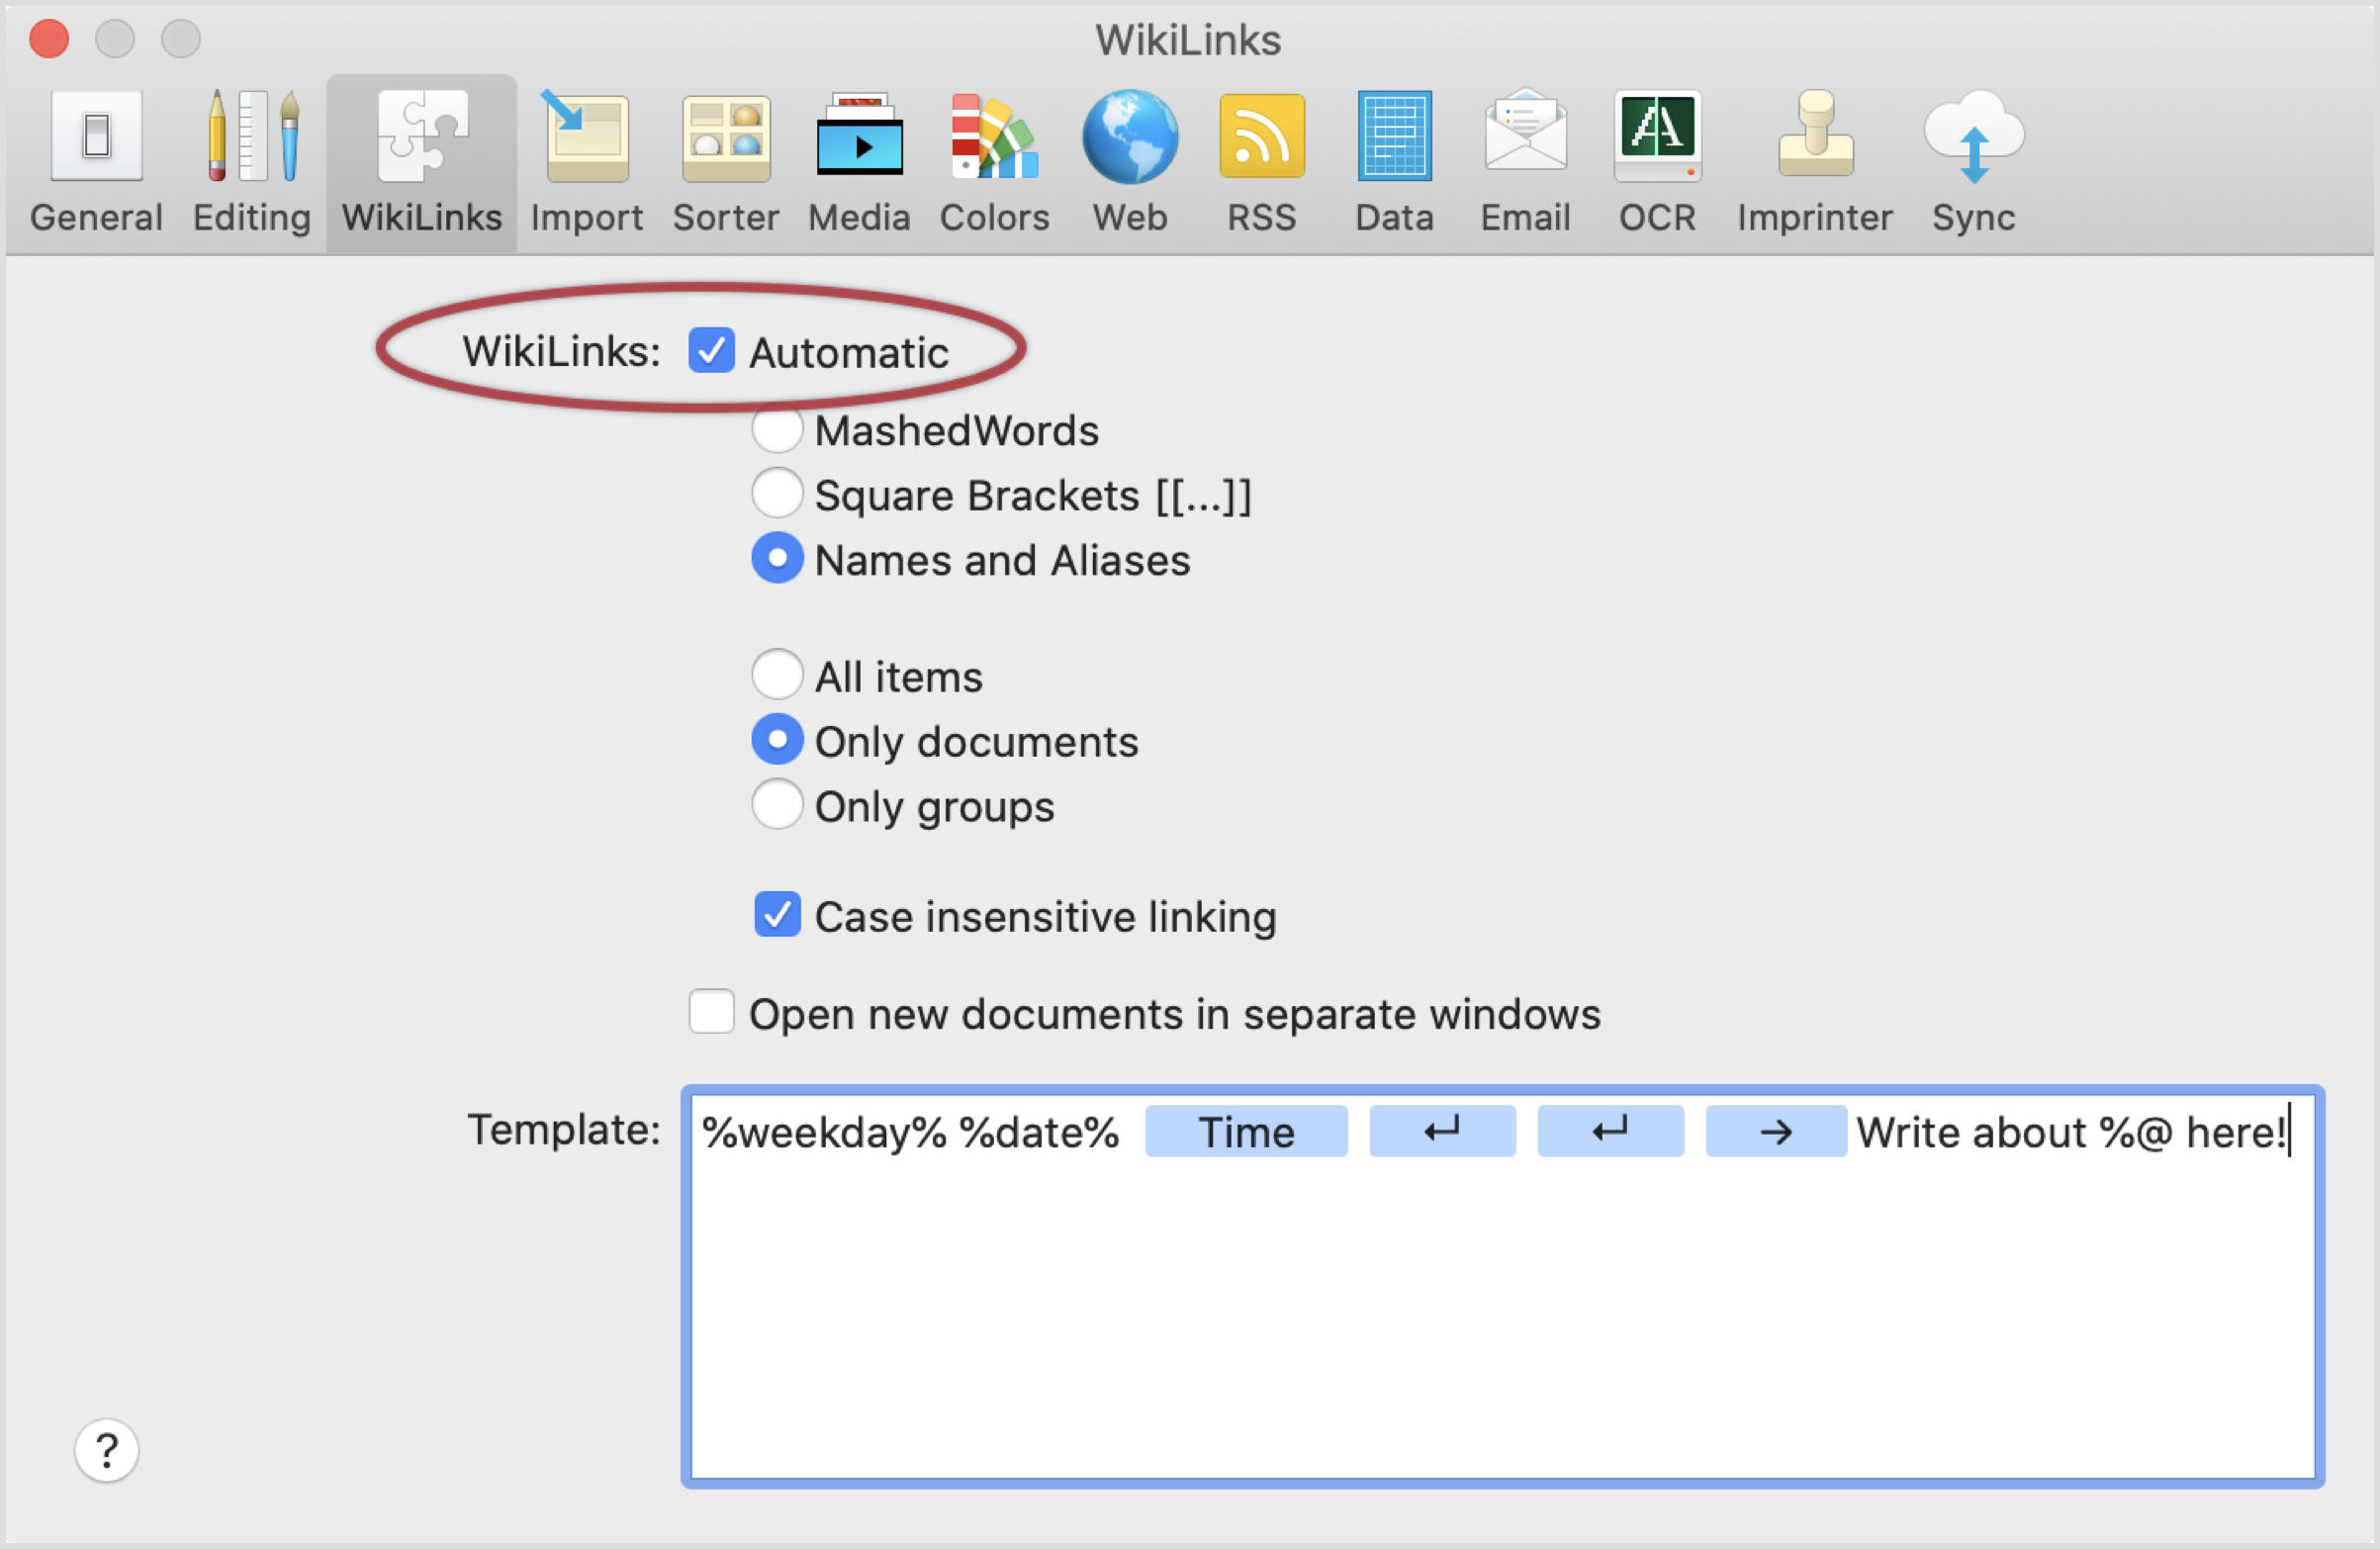 WikiLinks
General Editing WikiLinks Import Sorter Media Colors Web RSS Data Email OCR Imprinter Sync
WikiLinks: Automatic
MashedWords
Square Brackets [[...]]
Names and Aliases
All items
Only documents
Only groups
Case insensitive linking
Open new documents in separate windows
Template: %weekday% %date% Time ↵ ↵ → Write about %@ here!
?